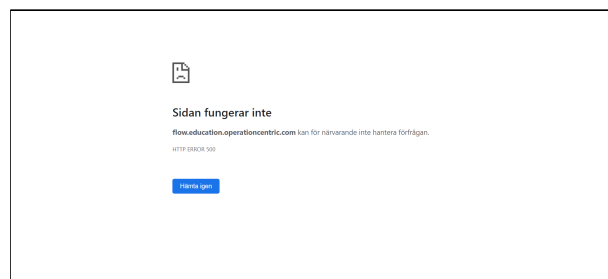 Sidan fungerar inte
flow.education.operationcentric.com kan för närvarande inte hantera förfrågan.
HTTP ERROR 500
Hämta igen